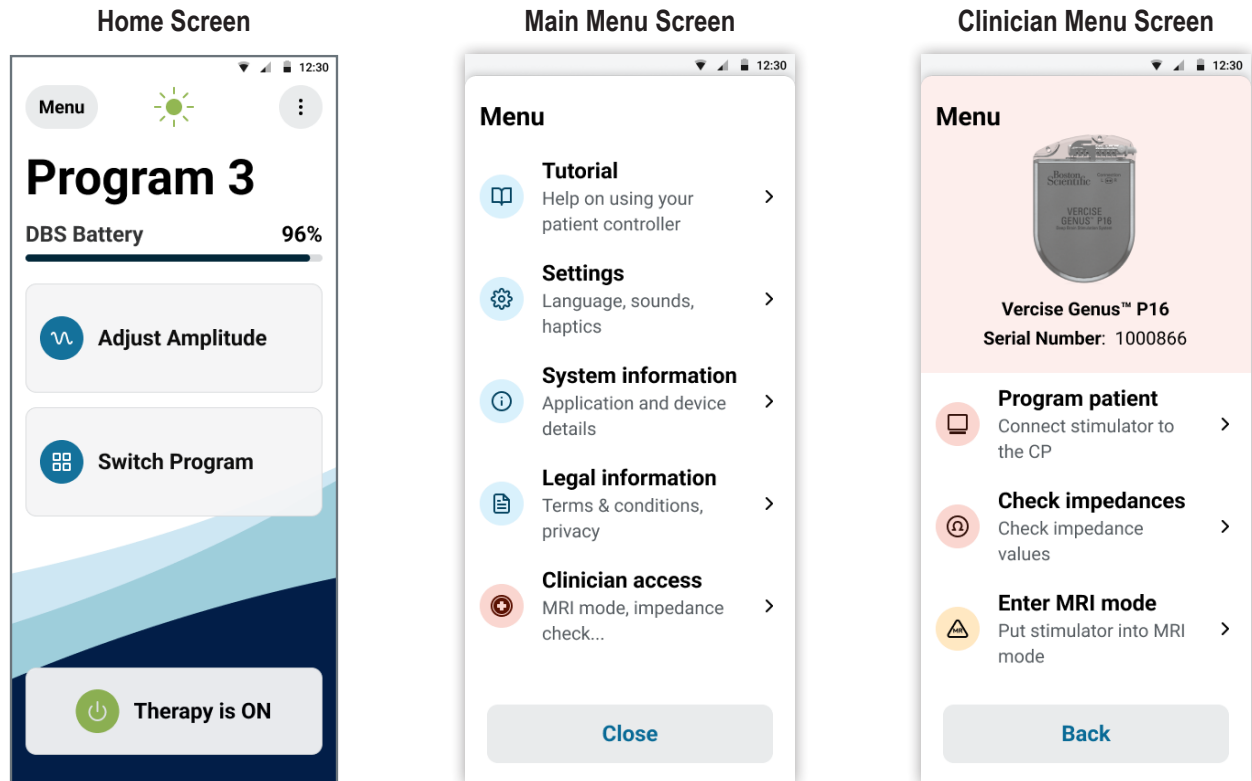 Home Screen
12:30
Menu
Program 3
DBS Battery 96%
Adjust Amplitude
Switch Program
Therapy is ON
Main Menu Screen
12:30
Menu
Tutorial
Help on using your
patient controller
Settings
Language, sounds,
haptics
System information
Application and device
details
Legal information
Terms & conditions,
privacy
Clinician access
MRI mode, impedance
check...
Close
Clinician Menu Screen
12:30
Menu
Boston
Scientific
VERCISE
GENUS™ P16
Vercise Genus™ P16
Serial Number: 1000866
Program patient
Connect stimulator to
the CP
Ω
Check impedances
Check impedance
values
MR
Enter MRI mode
Put stimulator into MRI
mode
Back